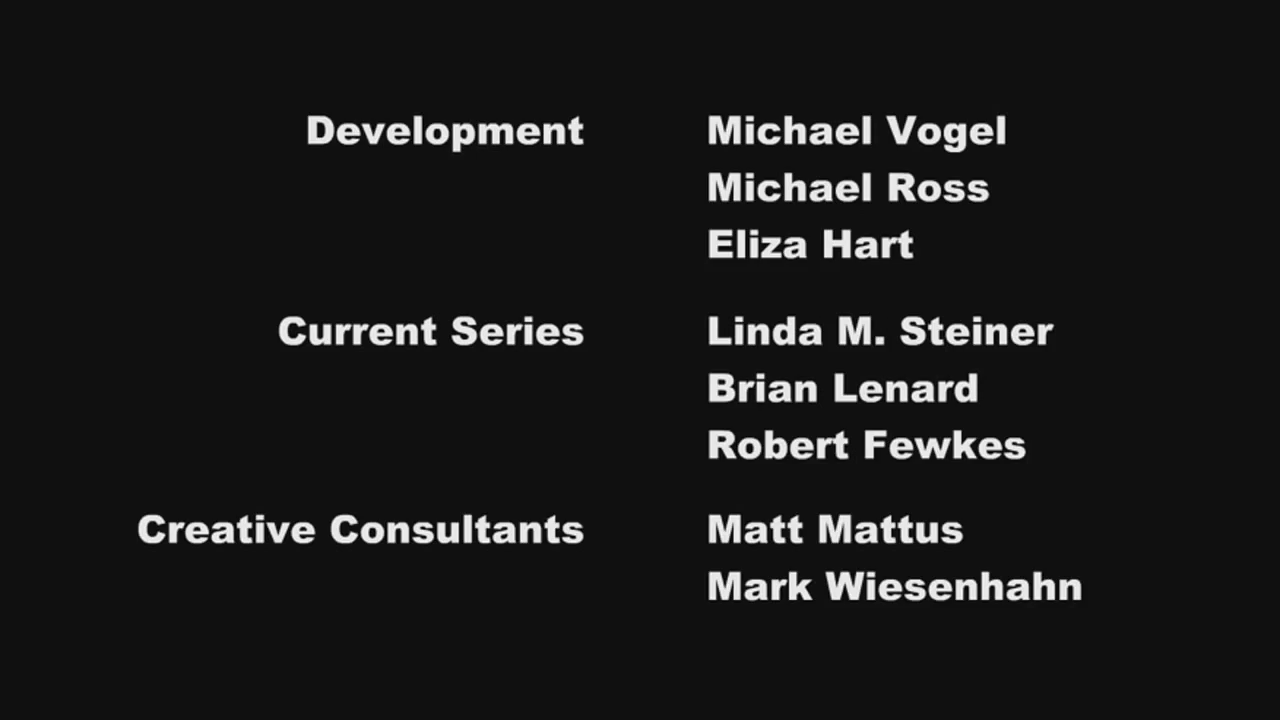 Development Michael Vogel
Michael Ross
Eliza Hart
Current Series Linda M. Steiner
Brian Lenard
Robert Fewkes
Creative Consultants Matt Mattus
Mark Wiesenhahn